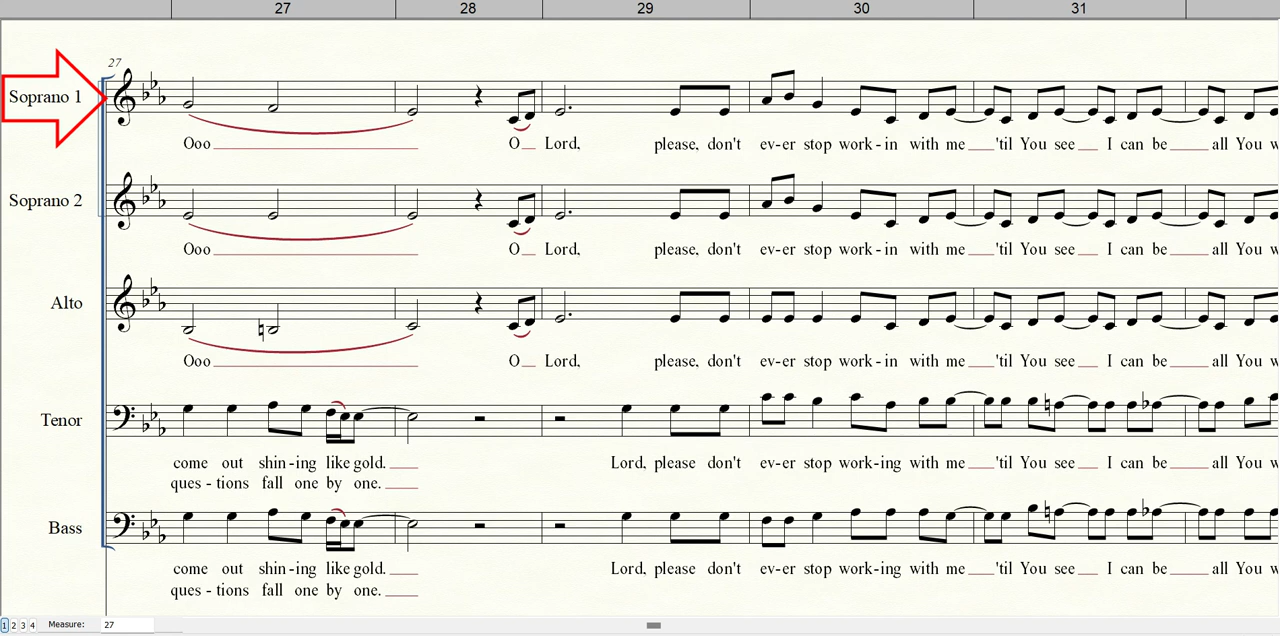 27 28 29 30 31
27
Soprano 1
Ooo O Lord, please, don't ev-er stop work-in with me 'til You see I can be all You w
Soprano 2
Ooo O Lord, please, don't ev-er stop work-in with me 'til You see I can be all You w
Alto
Ooo O Lord, please, don't ev-er stop work-in with me 'til You see I can be all You w
Tenor
come out shin-ing like gold. Lord, please don't ev-er stop work-ing with me 'til You see I can be all You w
ques-tions fall one by one.
Bass
come out shin-ing like gold. Lord, please don't ev-er stop work-ing with me 'til You see I can be all You w
ques-tions fall one by one.
1 2 3 4 Measure: 27